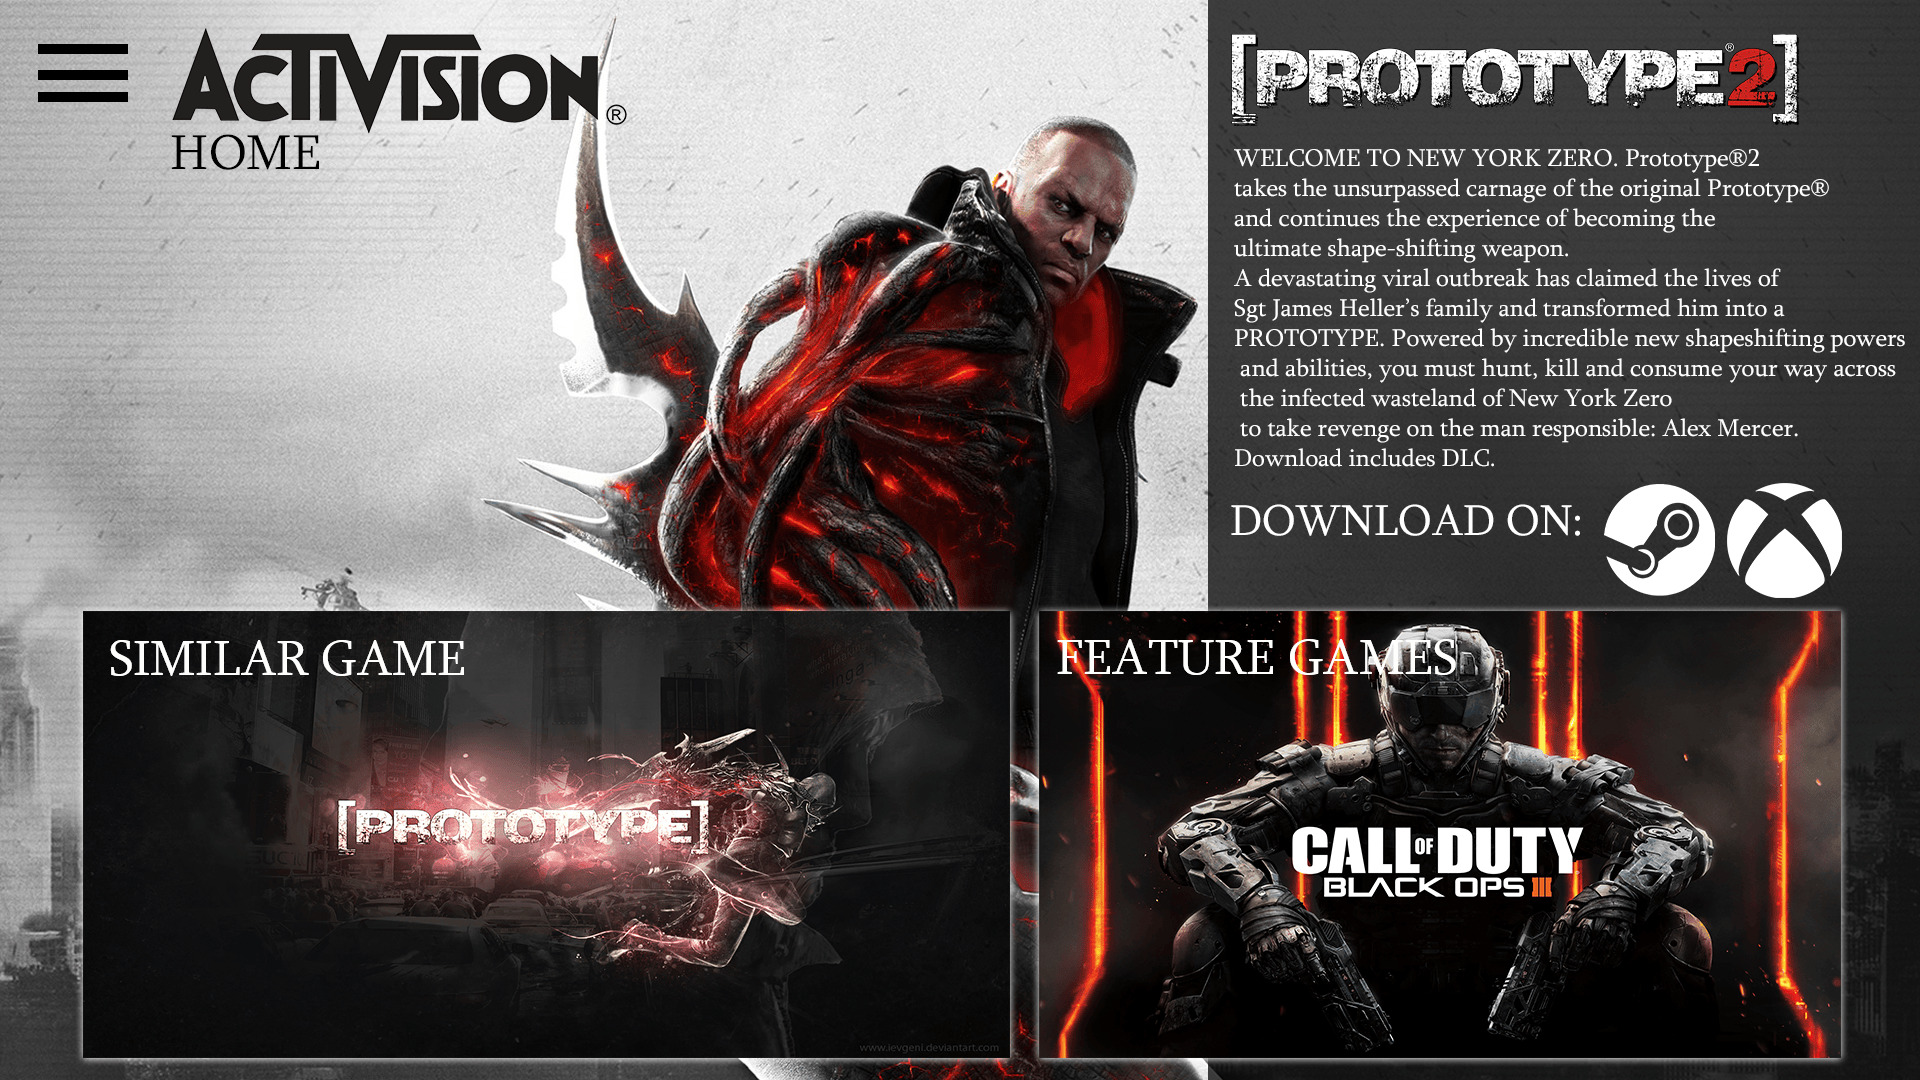 ACTIVISION®
HOME
[PROTOTYPE®2]
WELCOME TO NEW YORK ZERO. Prototype®2
takes the unsurpassed carnage of the original Prototype®
and continues the experience of becoming the
ultimate shape-shifting weapon.
A devastating viral outbreak has claimed the lives of
Sgt James Heller’s family and transformed him into a
PROTOTYPE. Powered by incredible new shapeshifting powers
and abilities, you must hunt, kill and consume your way across
the infected wasteland of New York Zero
to take revenge on the man responsible: Alex Mercer.
Download includes DLC.
DOWNLOAD ON:
SIMILAR GAME
[PROTOTYPE]
www.ievgeni.deviantart.com
FEATURE GAMES
CALL OF DUTY
BLACK OPS III